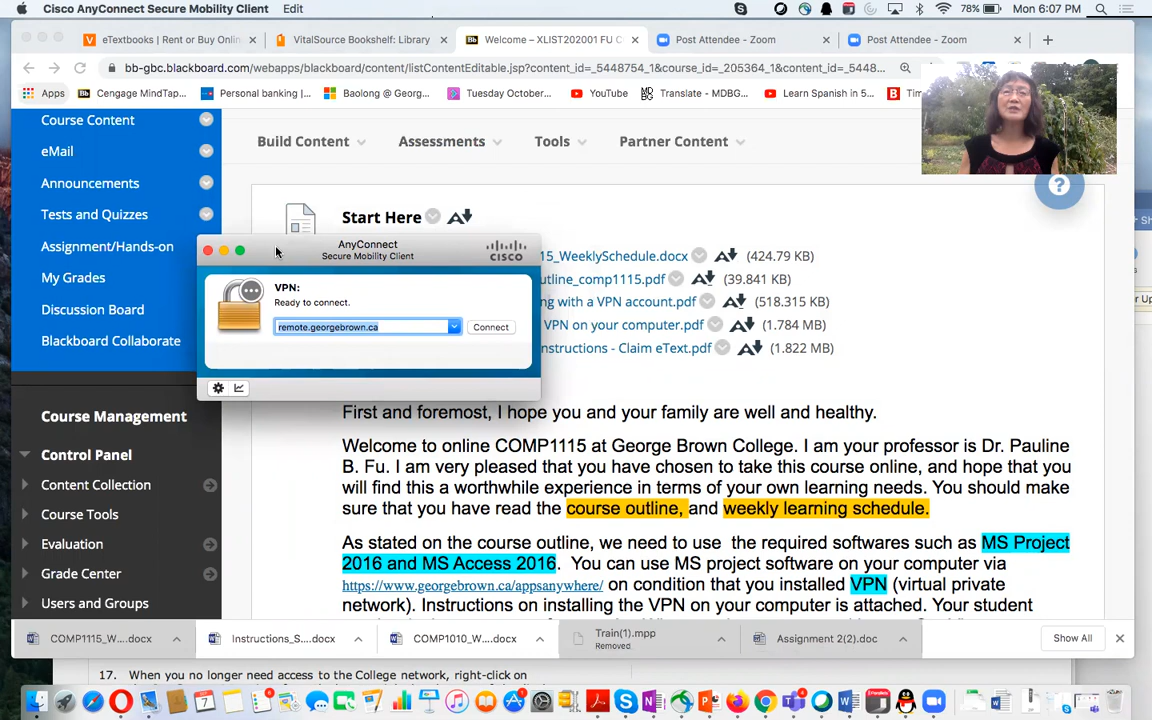 Cisco AnyConnect Secure Mobility Client Edit 78% Mon 6:07 PM
eTextbooks | Rent or Buy Onlin
VitalSource Bookshelf: Library
Welcome – XLIST202001 FU C
Post Attendee - Zoom
Post Attendee - Zoom
bb-gbc.blackboard.com/webapps/blackboard/content/listContentEditable.jsp?content_id=_5448754_1&course_id=_205364_1&content_id=_5448...
Apps
Cengage MindTap...
Personal banking |...
Baolong @ Georg...
Tuesday October...
YouTube
Translate - MDBG...
Learn Spanish in 5...
Course Content
eMail
Announcements
Tests and Quizzes
Assignment/Hands-on
My Grades
Discussion Board
Blackboard Collaborate
Course Management
Control Panel
Content Collection
Course Tools
Evaluation
Grade Center
Users and Groups
Build Content
Assessments
Tools
Partner Content
?
Start Here
15_WeeklySchedule.docx (424.79 KB)
utline_comp1115.pdf (39.841 KB)
ng with a VPN account.pdf (518.315 KB)
VPN on your computer.pdf (1.784 MB)
nstructions - Claim eText.pdf (1.822 MB)
AnyConnect
Secure Mobility Client
CISCO
VPN:
Ready to connect.
remote.georgebrown.ca
Connect
First and foremost, I hope you and your family are well and healthy.
Welcome to online COMP1115 at George Brown College. I am your professor is Dr. Pauline
B. Fu. I am very pleased that you have chosen to take this course online, and hope that you
will find this a worthwhile experience in terms of your own learning needs. You should make
sure that you have read the course outline, and weekly learning schedule.
As stated on the course outline, we need to use the required softwares such as MS Project
2016 and MS Access 2016. You can use MS project software on your computer via
https://www.georgebrown.ca/appsanywhere/ on condition that you installed VPN (virtual private
network). Instructions on installing the VPN on your computer is attached. Your student
COMP1115_W....docx
Instructions_S....docx
COMP1010_W....docx
Train(1).mpp
Removed
Assignment 2(2).doc
Show All
17. When you no longer need access to the College network, right-click on